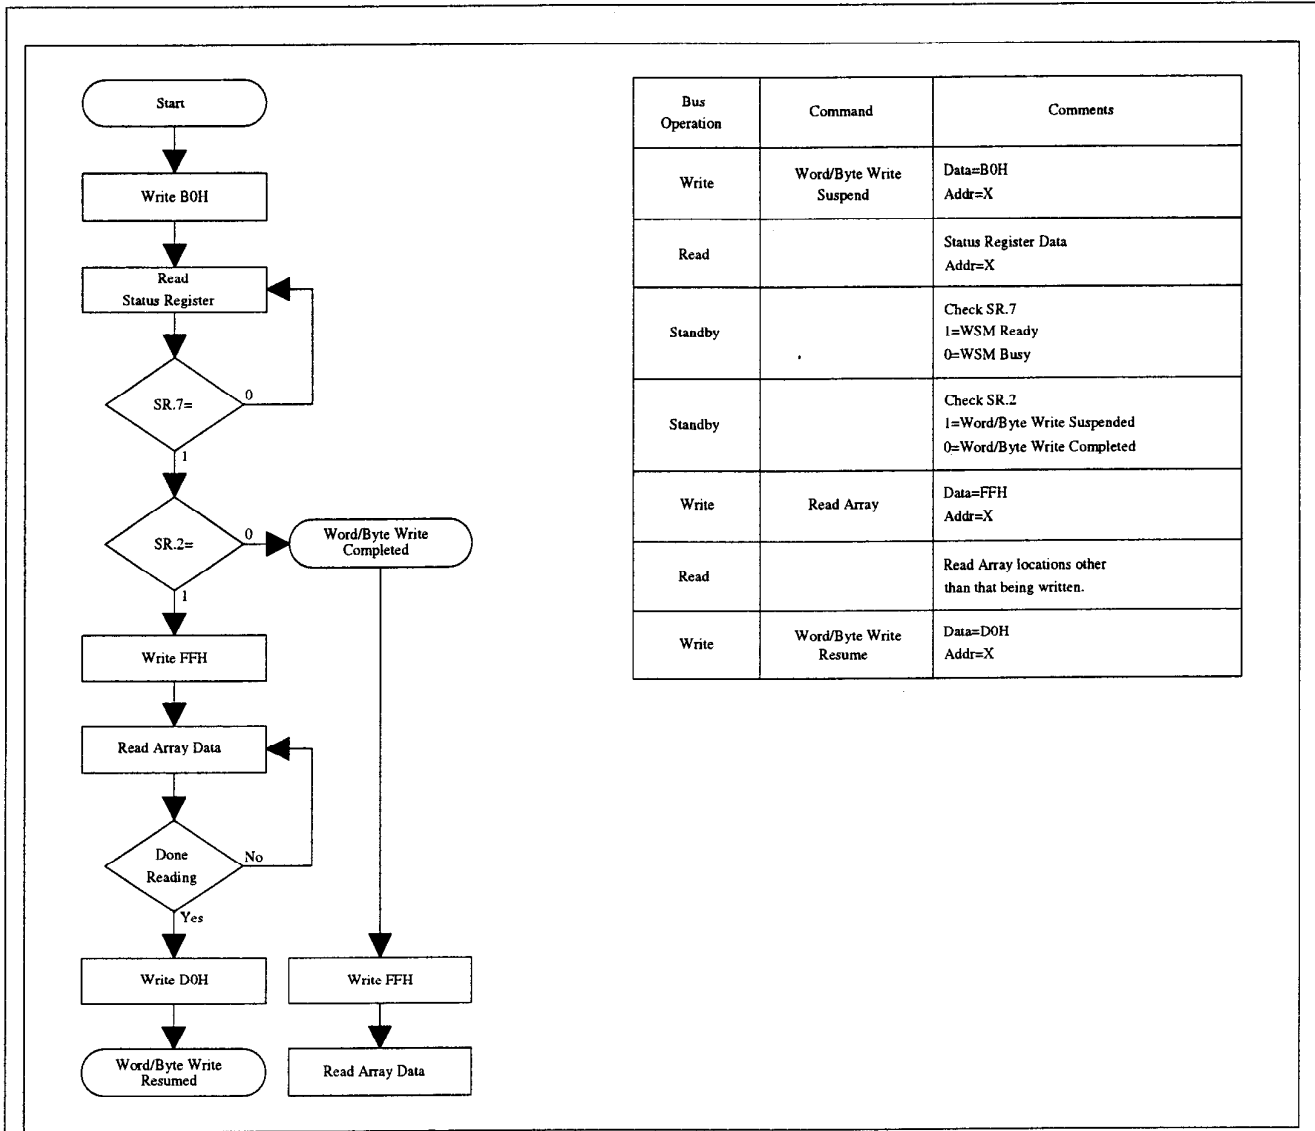 Start
Write B0H
Read
Status Register
SR.7=
0
1
SR.2=
0
1
Word/Byte Write
Completed
Write FFH
Read Array Data
Done
Reading
No
Yes
Write D0H
Word/Byte Write
Resumed
Write FFH
Read Array Data
Bus
Operation
Command
Comments
Write
Word/Byte Write
Suspend
Data=B0H
Addr=X
Read
Status Register Data
Addr=X
Standby
Check SR.7
1=WSM Ready
0=WSM Busy
Standby
Check SR.2
1=Word/Byte Write Suspended
0=Word/Byte Write Completed
Write
Read Array
Data=FFH
Addr=X
Read
Read Array locations other
than that being written.
Write
Word/Byte Write
Resume
Data=D0H
Addr=X